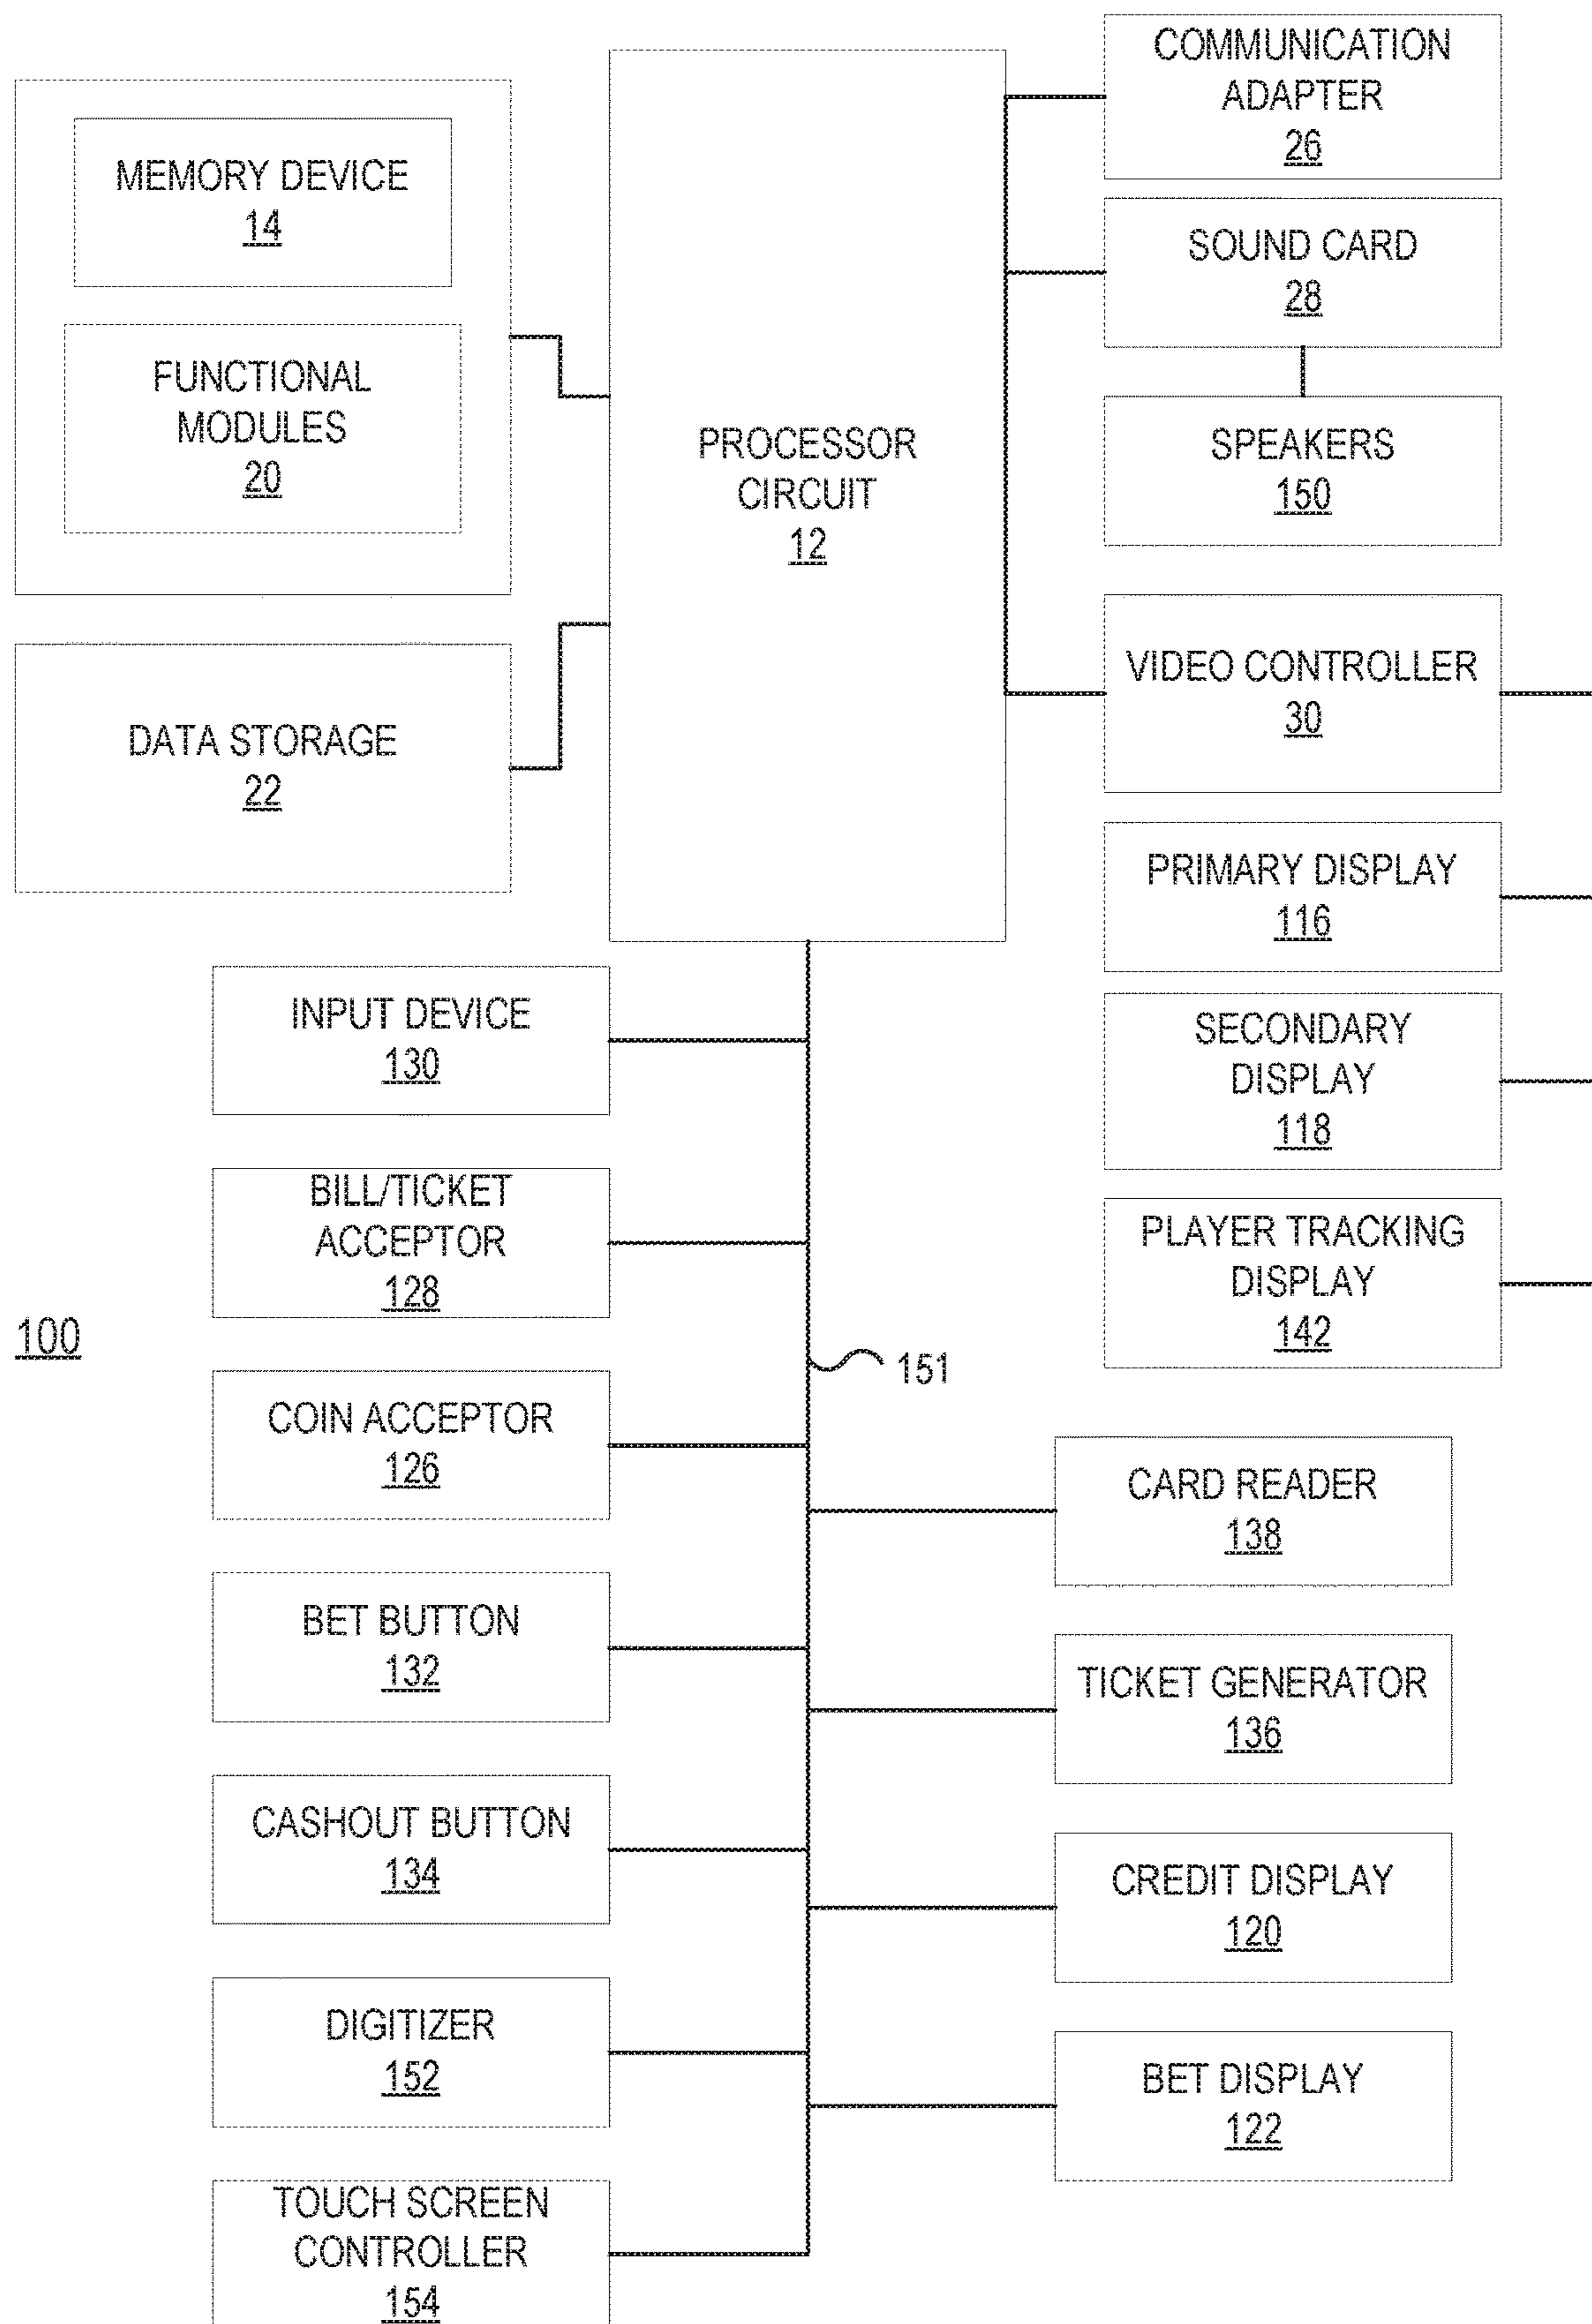 MEMORY DEVICE
14
FUNCTIONAL
MODULES
20
DATA STORAGE
22
PROCESSOR
CIRCUIT
12
COMMUNICATION
ADAPTER
26
SOUND CARD
28
SPEAKERS
150
VIDEO CONTROLLER
30
PRIMARY DISPLAY
116
SECONDARY
DISPLAY
118
PLAYER TRACKING
DISPLAY
142
INPUT DEVICE
130
BILL/TICKET
ACCEPTOR
128
100
151
COIN ACCEPTOR
126
BET BUTTON
132
CASHOUT BUTTON
134
DIGITIZER
152
TOUCH SCREEN
CONTROLLER
154
CARD READER
138
TICKET GENERATOR
136
CREDIT DISPLAY
120
BET DISPLAY
122